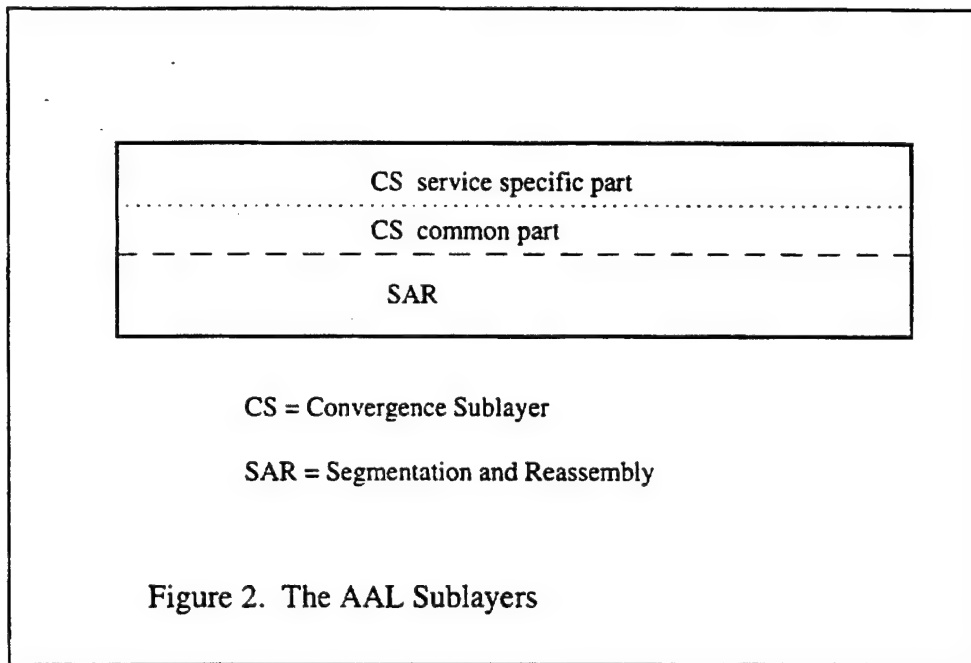 CS service specific part
CS common part
SAR
CS = Convergence Sublayer
SAR = Segmentation and Reassembly
Figure 2. The AAL Sublayers